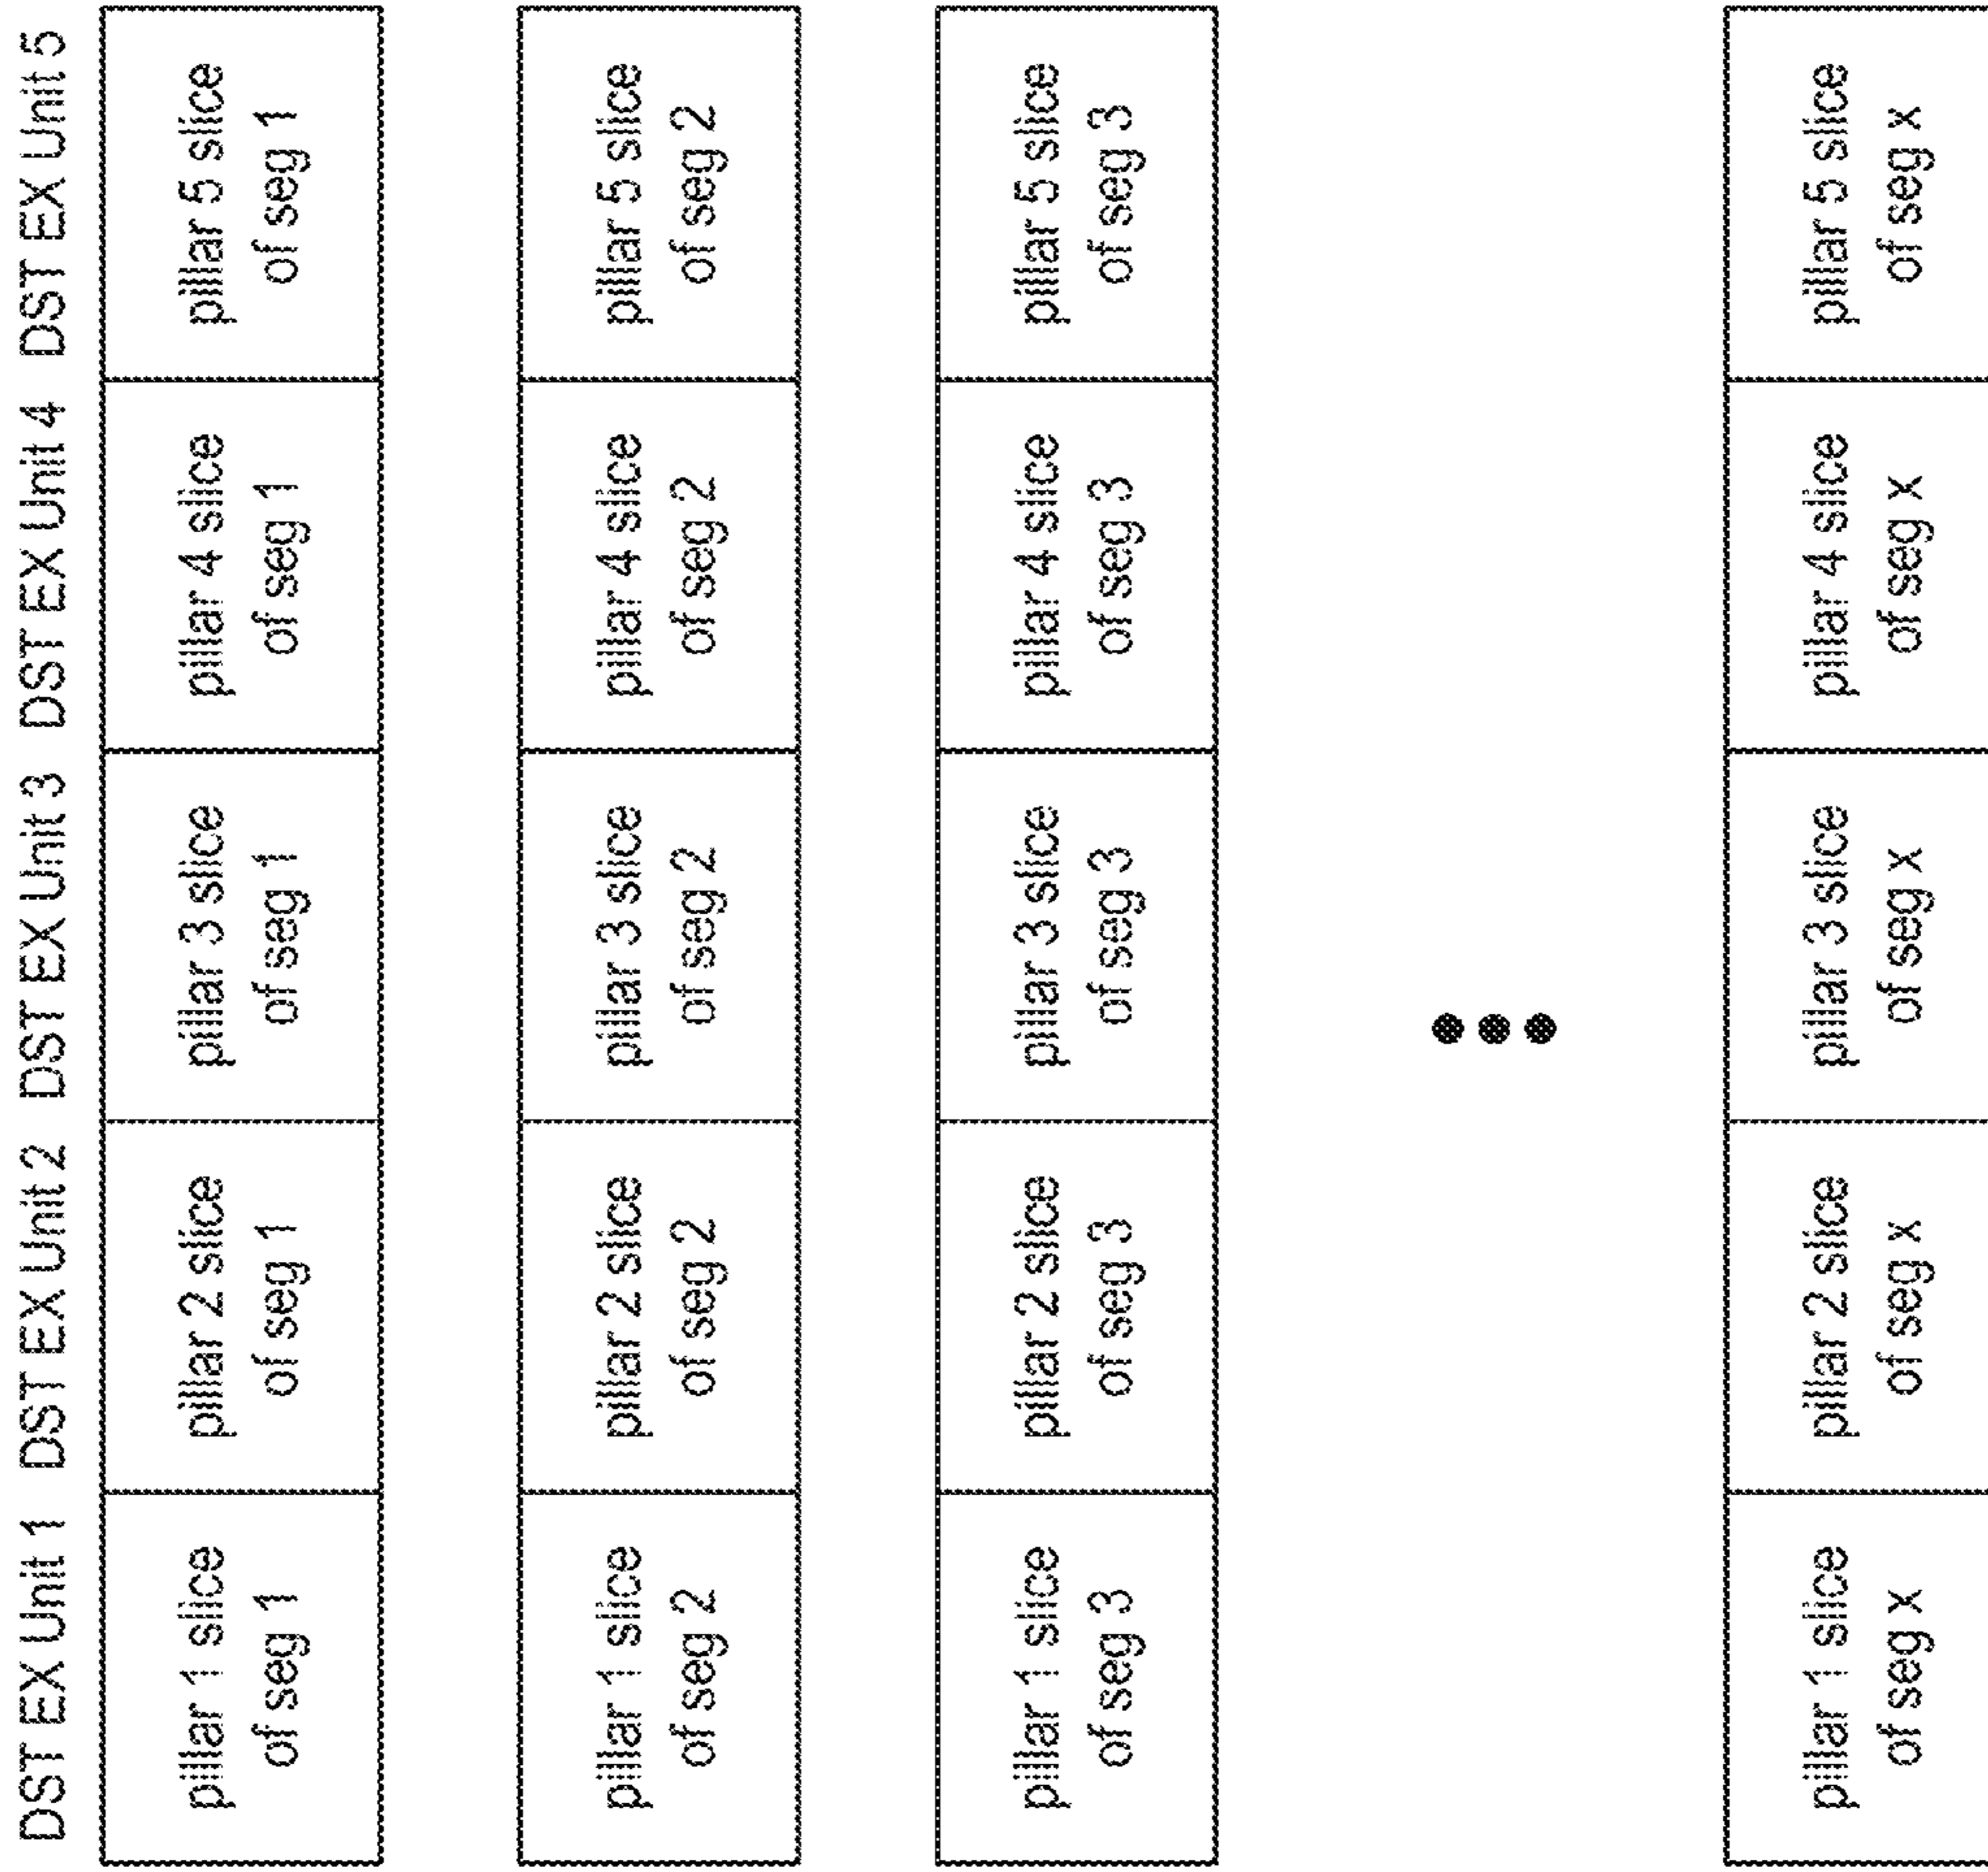 DST EX Unit 1 DST EX Unit 2 DST EX Unit 3 DST EX Unit 4 DST EX Unit 5
pillar 1 slice
of seg 1
pillar 2 slice
of seg 1
pillar 3 slice
of seg 1
pillar 4 slice
of seg 1
pillar 5 slice
of seg 1
pillar 1 slice
of seg 2
pillar 2 slice
of seg 2
pillar 3 slice
of seg 2
pillar 4 slice
of seg 2
pillar 5 slice
of seg 2
pillar 1 slice
of seg 3
pillar 2 slice
of seg 3
pillar 3 slice
of seg 3
pillar 4 slice
of seg 3
pillar 5 slice
of seg 3
pillar 1 slice
of seg x
pillar 2 slice
of seg x
pillar 3 slice
of seg x
pillar 4 slice
of seg x
pillar 5 slice
of seg x